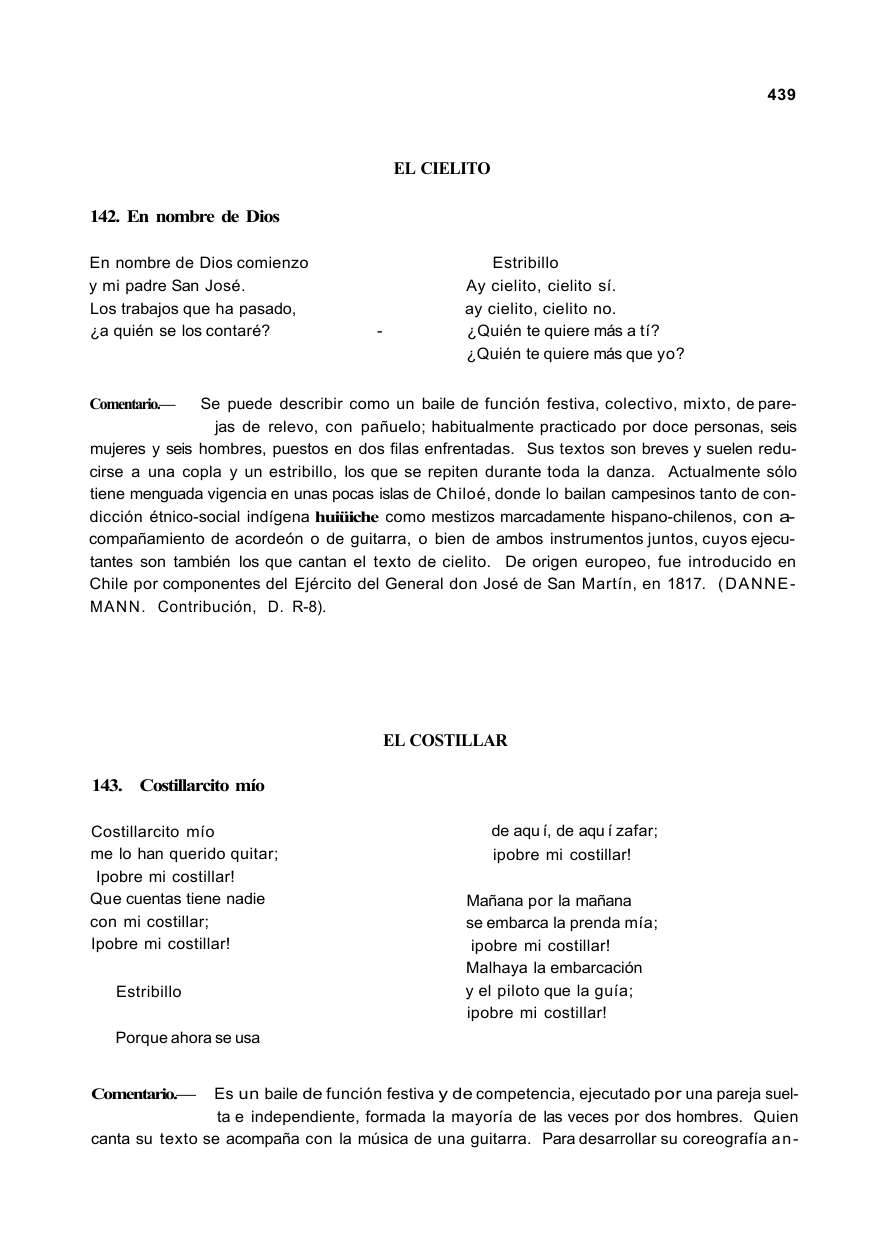 439
EL CIELITO
142. En nombre de Dios
En nombre de Dios comienzo
y mi padre San José.
Los trabajos que ha pasado,
¿a quién se los contaré?
-
Estribillo
Ay cielito, cielito sí.
ay cielito, cielito no.
¿Quién te quiere más a tí?
¿Quién te quiere más que yo?
Comentario.— Se puede describir como un baile de función festiva, colectivo, mixto, de pare-
jas de relevo, con pañuelo; habitualmente practicado por doce personas, seis
mujeres y seis hombres, puestos en dos filas enfrentadas. Sus textos son breves y suelen redu-
cirse a una copla y un estribillo, los que se repiten durante toda la danza. Actualmente sólo
tiene menguada vigencia en unas pocas islas de Chiloé, donde lo bailan campesinos tanto de con-
dicción étnico-social indígena huiüiche como mestizos marcadamente hispano-chilenos, con a-
compañamiento de acordeón o de guitarra, o bien de ambos instrumentos juntos, cuyos ejecu-
tantes son también los que cantan el texto de cielito. De origen europeo, fue introducido en
Chile por componentes del Ejército del General don José de San Martín, en 1817. (DANNE-
MANN. Contribución, D. R-8).
EL COSTILLAR
143. Costillarcito mío
Costillarcito mío
me lo han querido quitar;
Ipobre mi costillar!
Que cuentas tiene nadie
con mi costillar;
Ipobre mi costillar!
Estribillo
Porque ahora se usa
de aqu í, de aqu í zafar;
ipobre mi costillar!
Mañana por la mañana
se embarca la prenda mía;
ipobre mi costillar!
Malhaya la embarcación
y el piloto que la guía;
ipobre mi costillar!
Comentario.— Es un baile de función festiva y de competencia, ejecutado por una pareja suel-
ta e independiente, formada la mayoría de las veces por dos hombres. Quien
canta su texto se acompaña con la música de una guitarra. Para desarrollar su coreografía an-